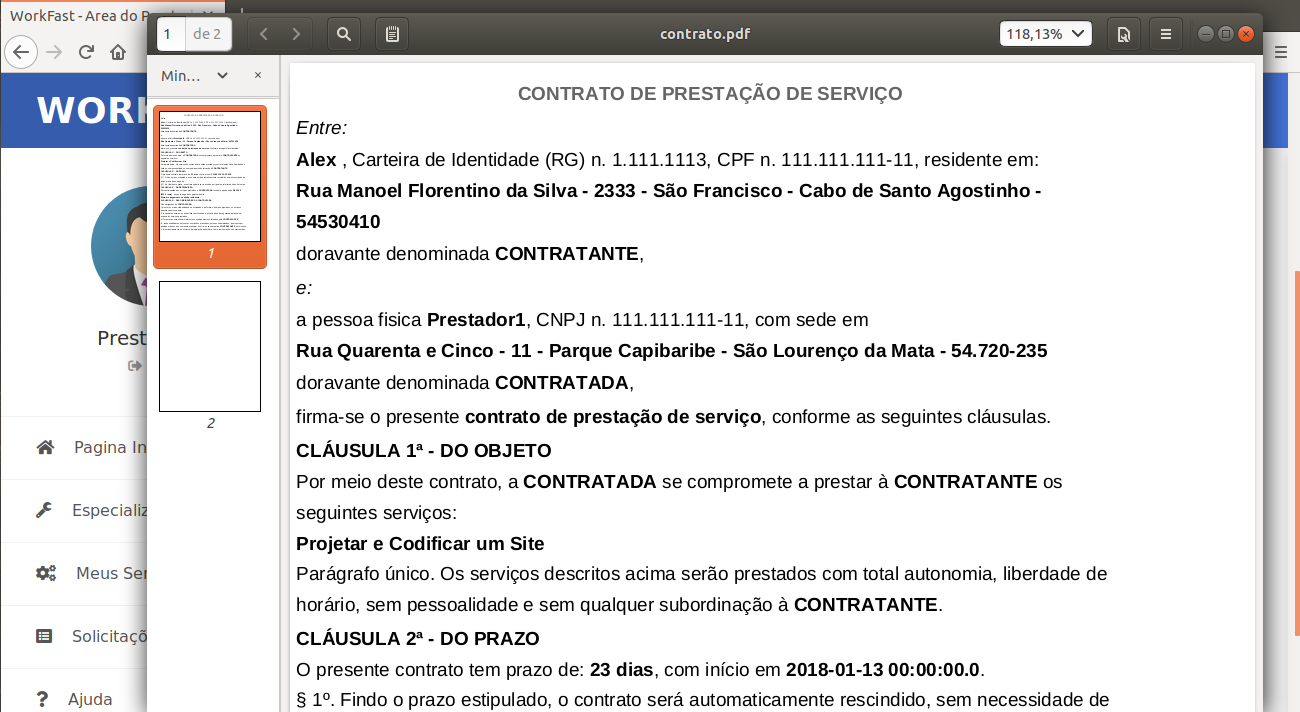 WorkFast - Area do P
1 de 2
contrato.pdf
118,13%
Min...
WOR
CONTRATO DE PRESTAÇÃO DE SERVIÇO
Entre:
Alex , Carteira de Identidade (RG) n. 1.111.1113, CPF n. 111.111.111-11, residente em:
Rua Manoel Florentino da Silva - 2333 - São Francisco - Cabo de Santo Agostinho -
54530410
doravante denominada CONTRATANTE,
e:
a pessoa fisica Prestador1, CNPJ n. 111.111.111-11, com sede em
Rua Quarenta e Cinco - 11 - Parque Capibaribe - São Lourenço da Mata - 54.720-235
doravante denominada CONTRATADA,
firma-se o presente contrato de prestação de serviço, conforme as seguintes cláusulas.
CLÁUSULA 1ª - DO OBJETO
Por meio deste contrato, a CONTRATADA se compromete a prestar à CONTRATANTE os
seguintes serviços:
Projetar e Codificar um Site
Parágrafo único. Os serviços descritos acima serão prestados com total autonomia, liberdade de
horário, sem pessoalidade e sem qualquer subordinação à CONTRATANTE.
CLÁUSULA 2ª - DO PRAZO
O presente contrato tem prazo de: 23 dias, com início em 2018-01-13 00:00:00.0.
§ 1º. Findo o prazo estipulado, o contrato será automaticamente rescindido, sem necessidade de
1
2
Prest
Pagina In
Especializ
Meus Ser
Solicitaçõ
Ajuda